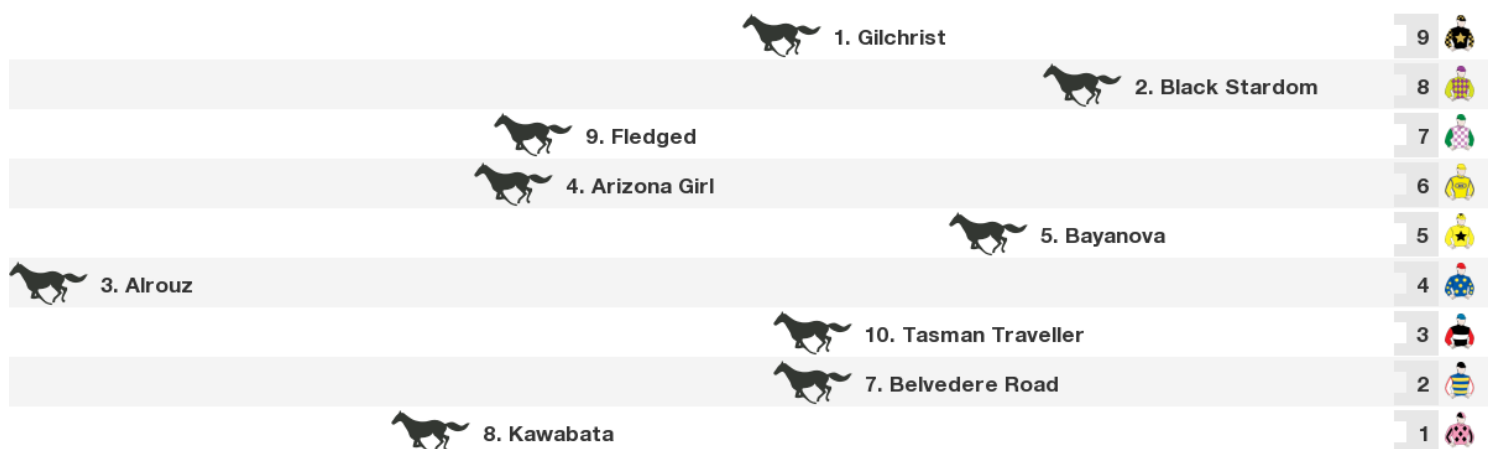 1. Gilchrist 9
2. Black Stardom 8
9. Fledged 7
4. Arizona Girl 6
5. Bayanova 5
3. Alrouz 4
10. Tasman Traveller 3
7. Belvedere Road 2
8. Kawabata 1